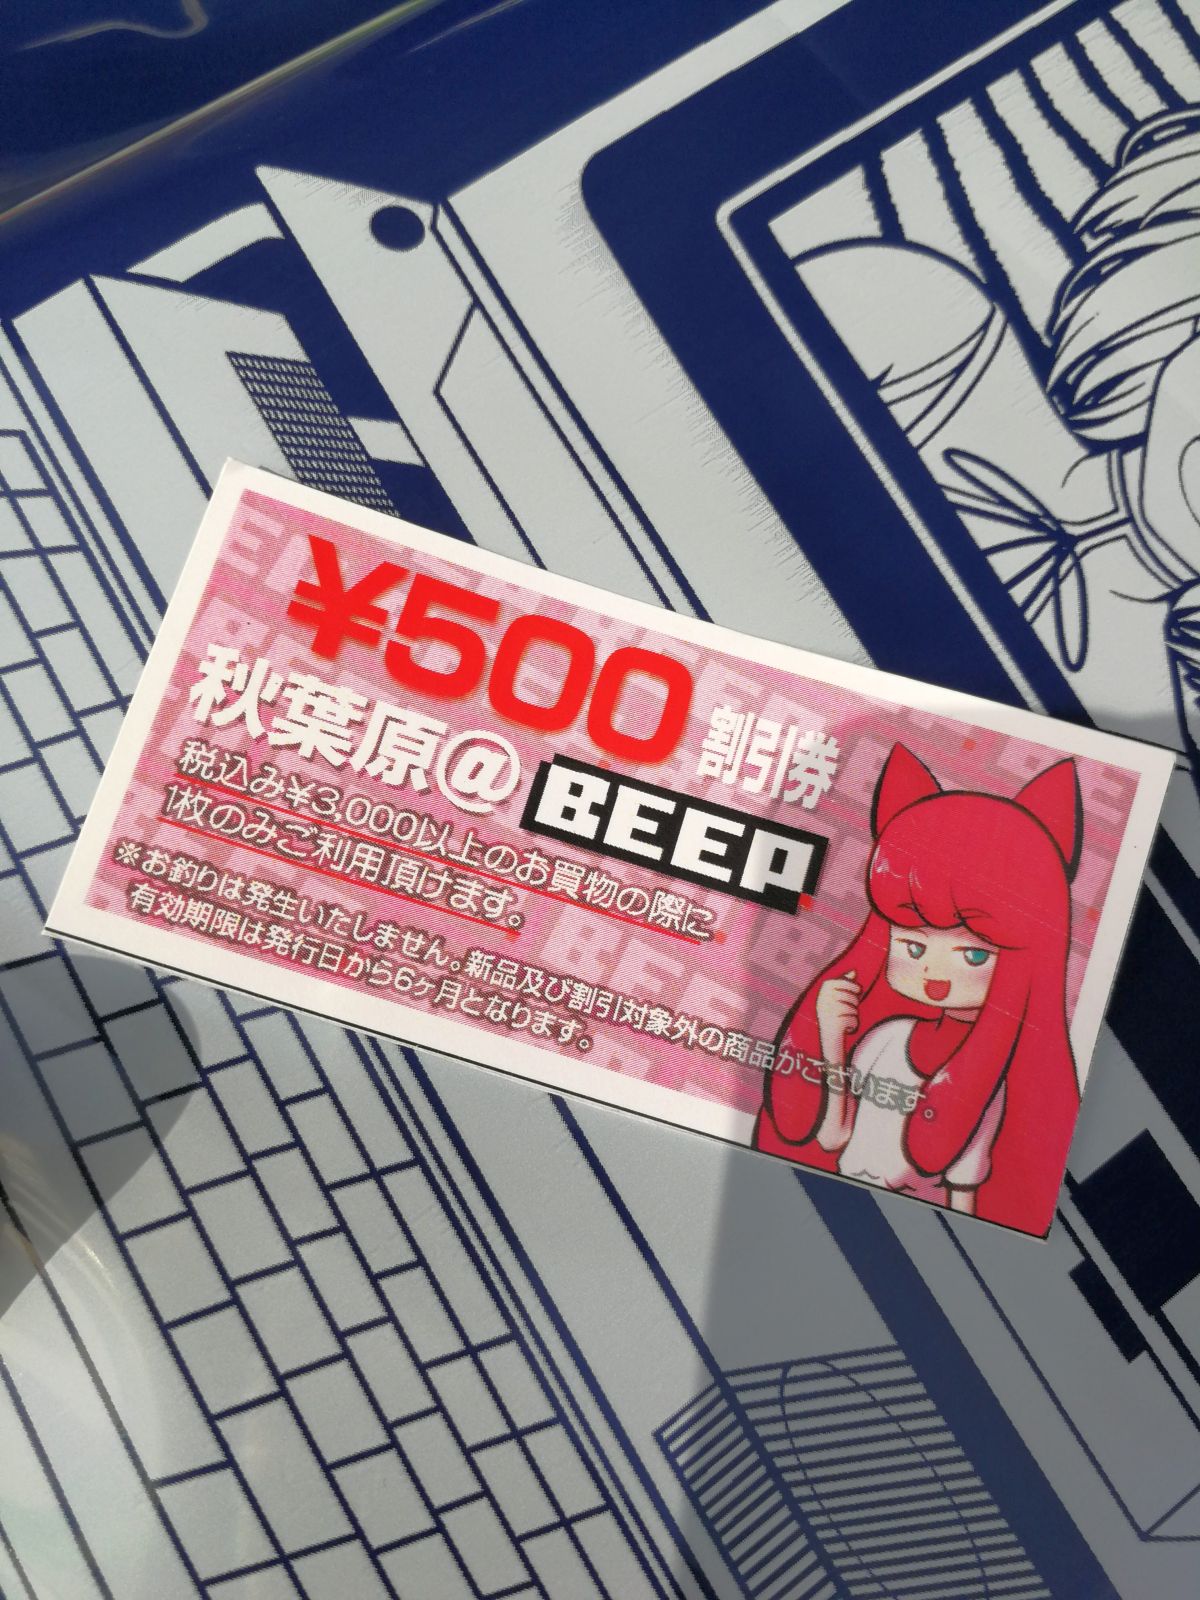 ¥500 割引券
秋葉原@BEEP
税込み¥3,000以上のお買物の際に
1枚のみご利用頂けます。
※お釣りは発生いたしません。新品及び割引対象外の商品がございます。
有効期限は発行日から6ヶ月となります。